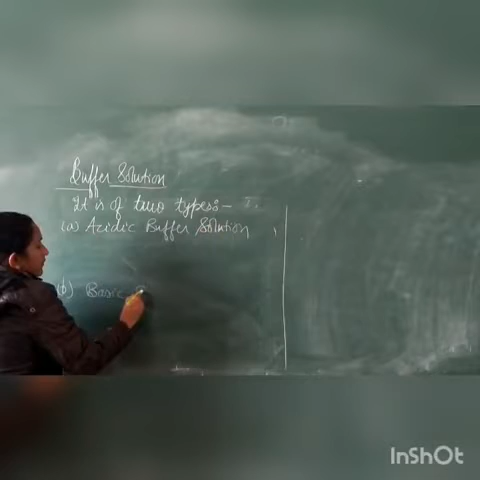 Buffer Solution
It is of two types:-
(a) Acidic Buffer Solution
(b) Basic B
InShOt